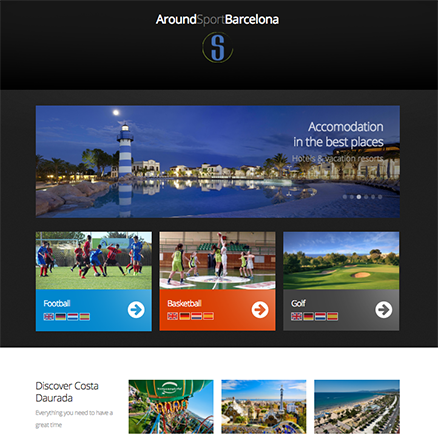 AroundSportBarcelona
S
Accomodation
in the best places
Hotels & vacation resorts
Football
Basketball
Golf
Discover Costa
Daurada
Everything you need to have a
great time